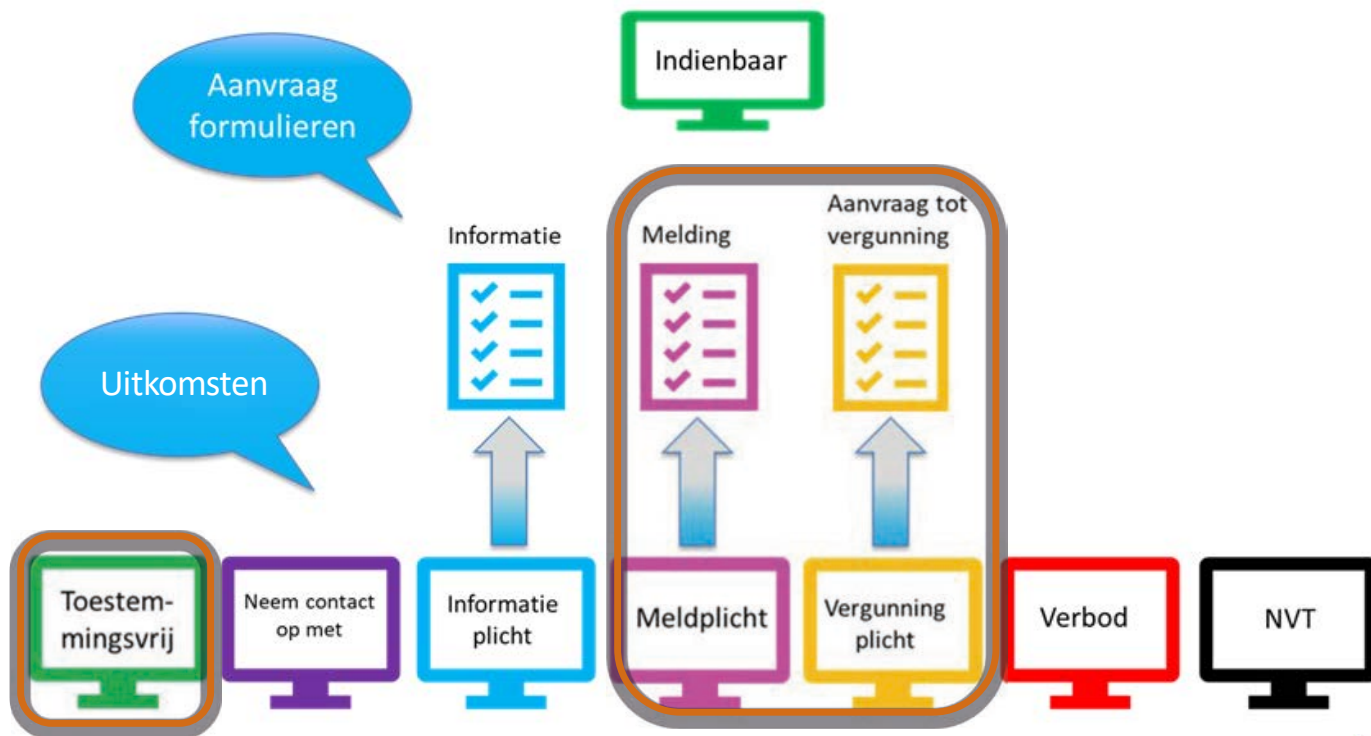 Indienbaar
Aanvraag
formulieren
Informatie
Melding
Aanvraag tot
vergunning
Uitkomsten
Toestem-
mingsvrij
Neem contact
op met
Informatie
plicht
Meldplicht
Vergunning
plicht
Verbod
NVT